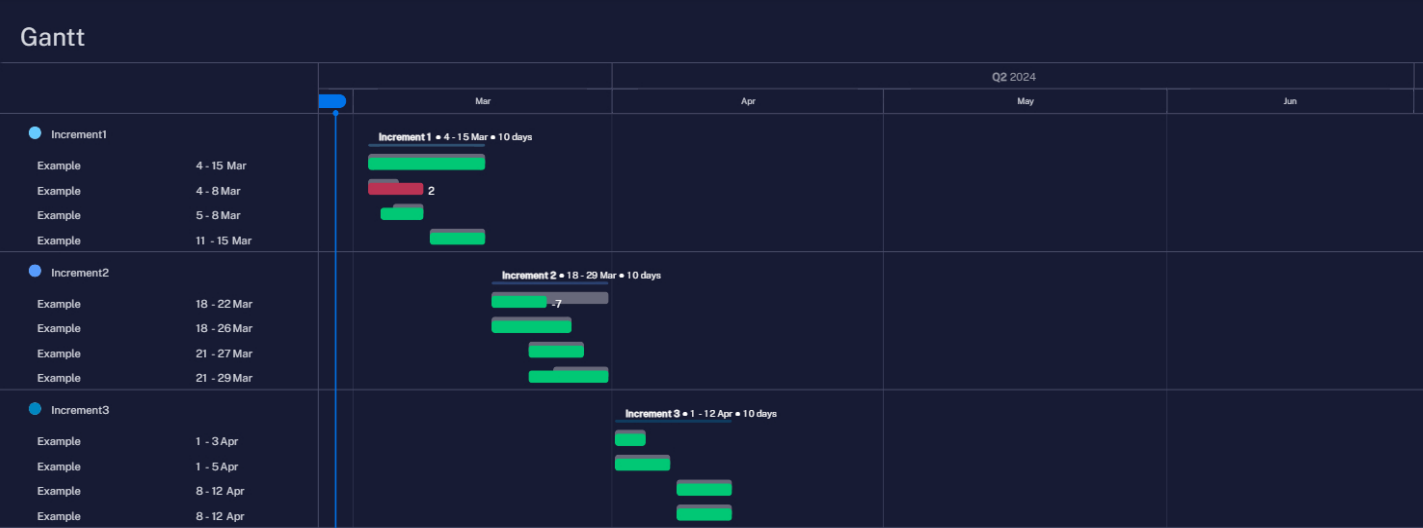 Gantt
Q2 2024
Mar Apr May Jun
Increment1
Increment 1 ● 4 - 15 Mar ● 10 days
Example 4 - 15 Mar
Example 4 - 8 Mar 2
Example 5 - 8 Mar
Example 11 - 15 Mar
Increment2
Increment 2 ● 18 - 29 Mar ● 10 days
Example 18 - 22 Mar -7
Example 18 - 26 Mar
Example 21 - 27 Mar
Example 21 - 29 Mar
Increment3
Increment 3 ● 1 - 12 Apr ● 10 days
Example 1 - 3 Apr
Example 1 - 5 Apr
Example 8 - 12 Apr
Example 8 - 12 Apr